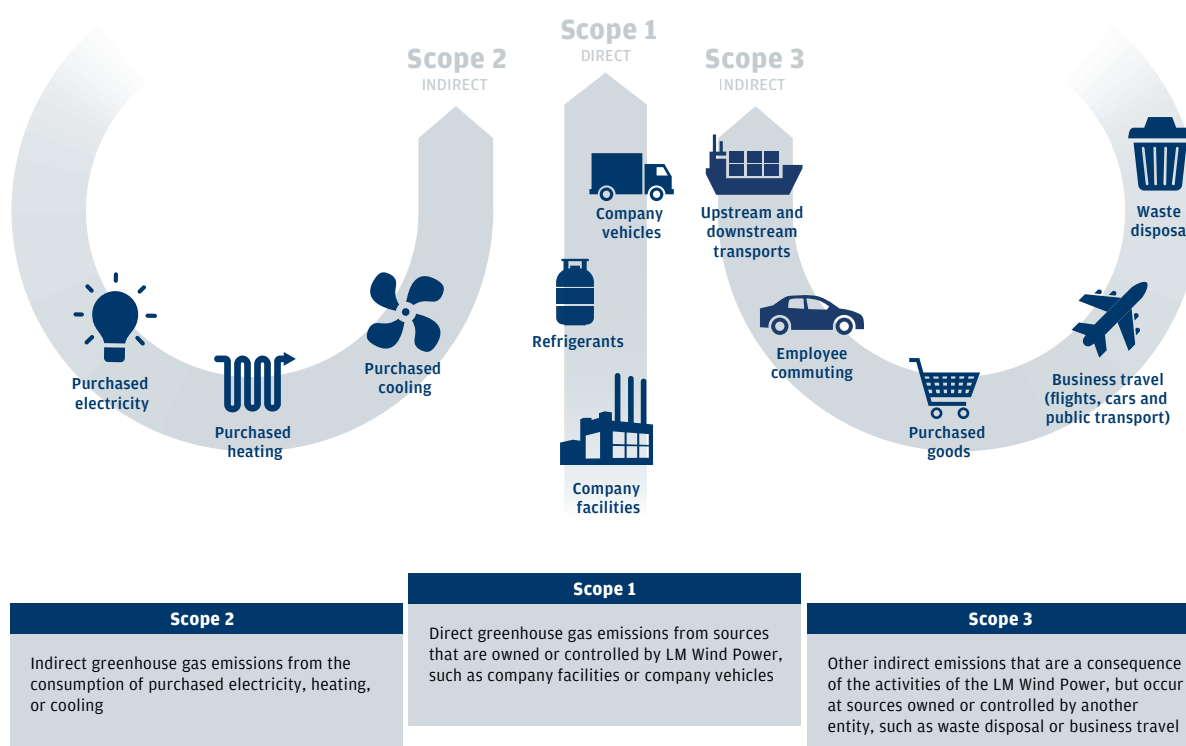 Scope 1
DIRECT
Scope 2
INDIRECT
Scope 3
INDIRECT
Company
vehicles
Upstream and
downstream
transports
Waste
disposa
Refrigerants
Purchased
electricity
Purchased
heating
Purchased
cooling
Employee
commuting
Purchased
goods
Business travel
(flights, cars and
public transport)
Company
facilities
Scope 2
Indirect greenhouse gas emissions from the
consumption of purchased electricity, heating,
or cooling
Scope 1
Direct greenhouse gas emissions from sources
that are owned or controlled by LM Wind Power,
such as company facilities or company vehicles
Scope 3
Other indirect emissions that are a consequence
of the activities of the LM Wind Power, but occur
at sources owned or controlled by another
entity, such as waste disposal or business travel